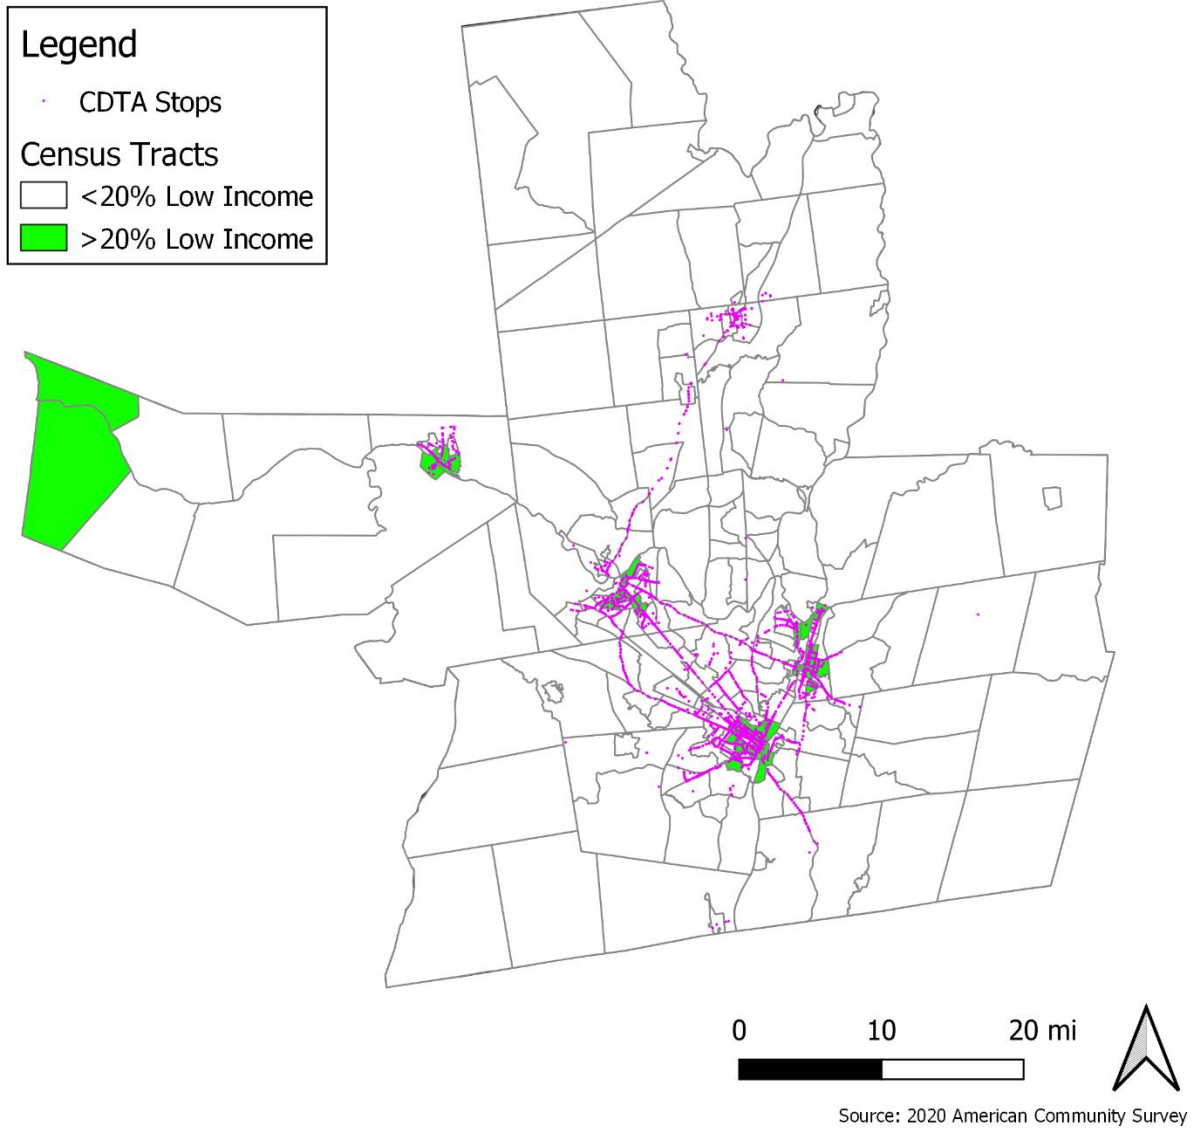 Legend
CDTA Stops
Census Tracts
<20% Low Income
>20% Low Income
0 10 20 mi
Source: 2020 American Community Survey